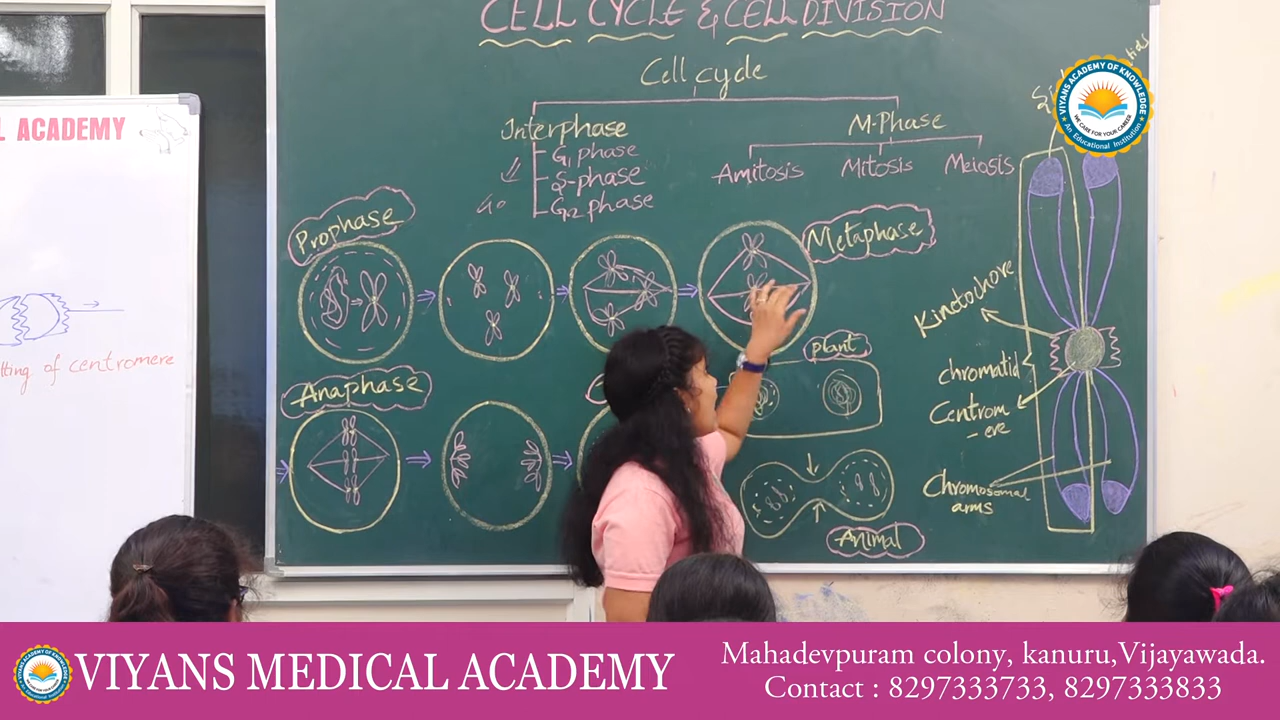 CELL CYCLE & CELL DIVISION
Cell cycle
L ACADEMY
Interphase
M-Phase
G1 phase
S-phase
G2 phase
G0
Amitosis
Mitosis
Meiosis
Prophase
Metaphase
Kinetochore
plant
chromatid
Anaphase
Centrom
-ere
Chromosomal
arms
Animal
tting of centromere
VIYANS ACADEMY OF KNOWLEDGE
WE CARE FOR YOUR CAREER
An Educational Institution
VIYANS MEDICAL ACADEMY
Mahadevpuram colony, kanuru,Vijayawada.
Contact : 8297333733, 8297333833